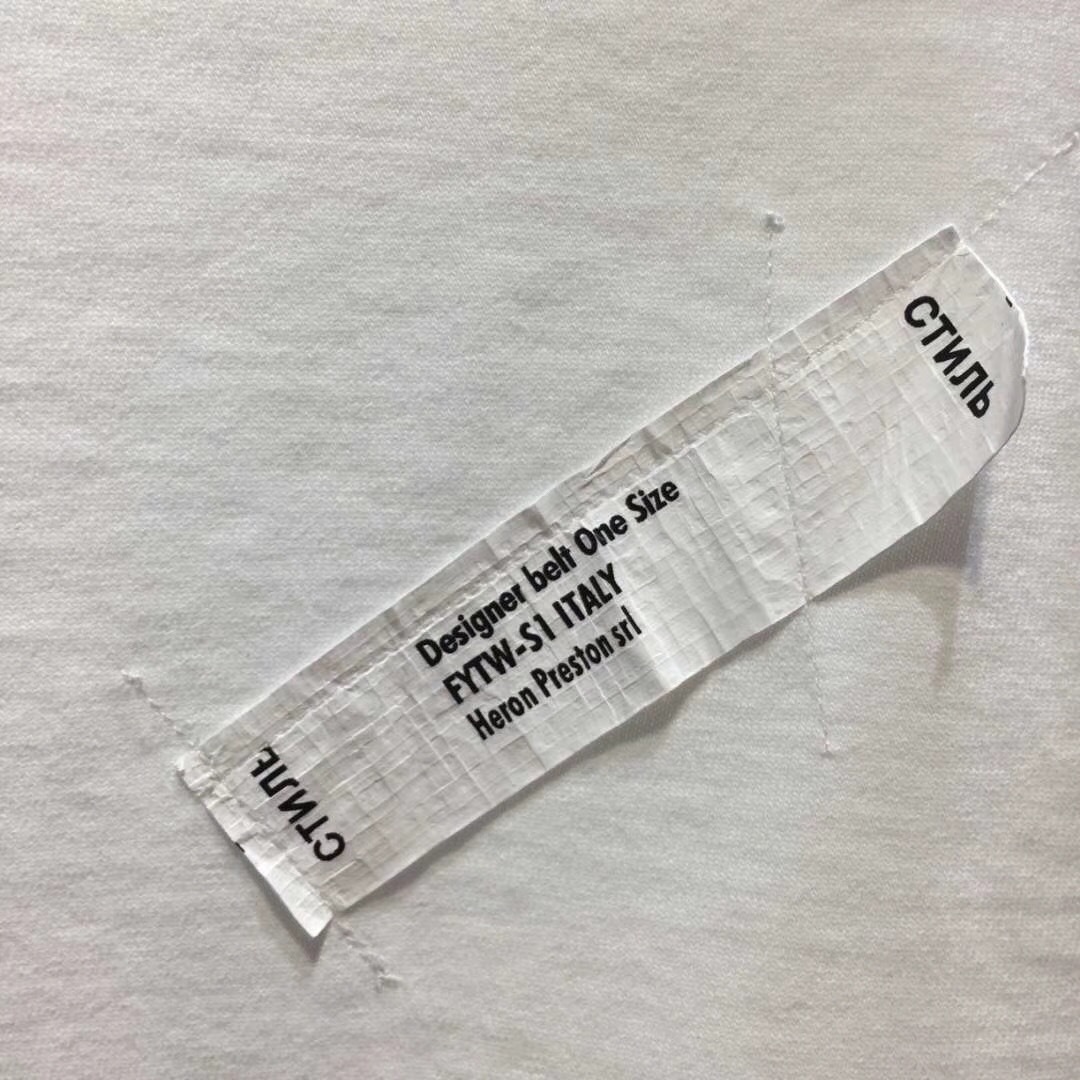 СТИЛЬ
Designer belt One Size
FYTW-S1 ITALY
Heron Preston srl
СТИЛЬ